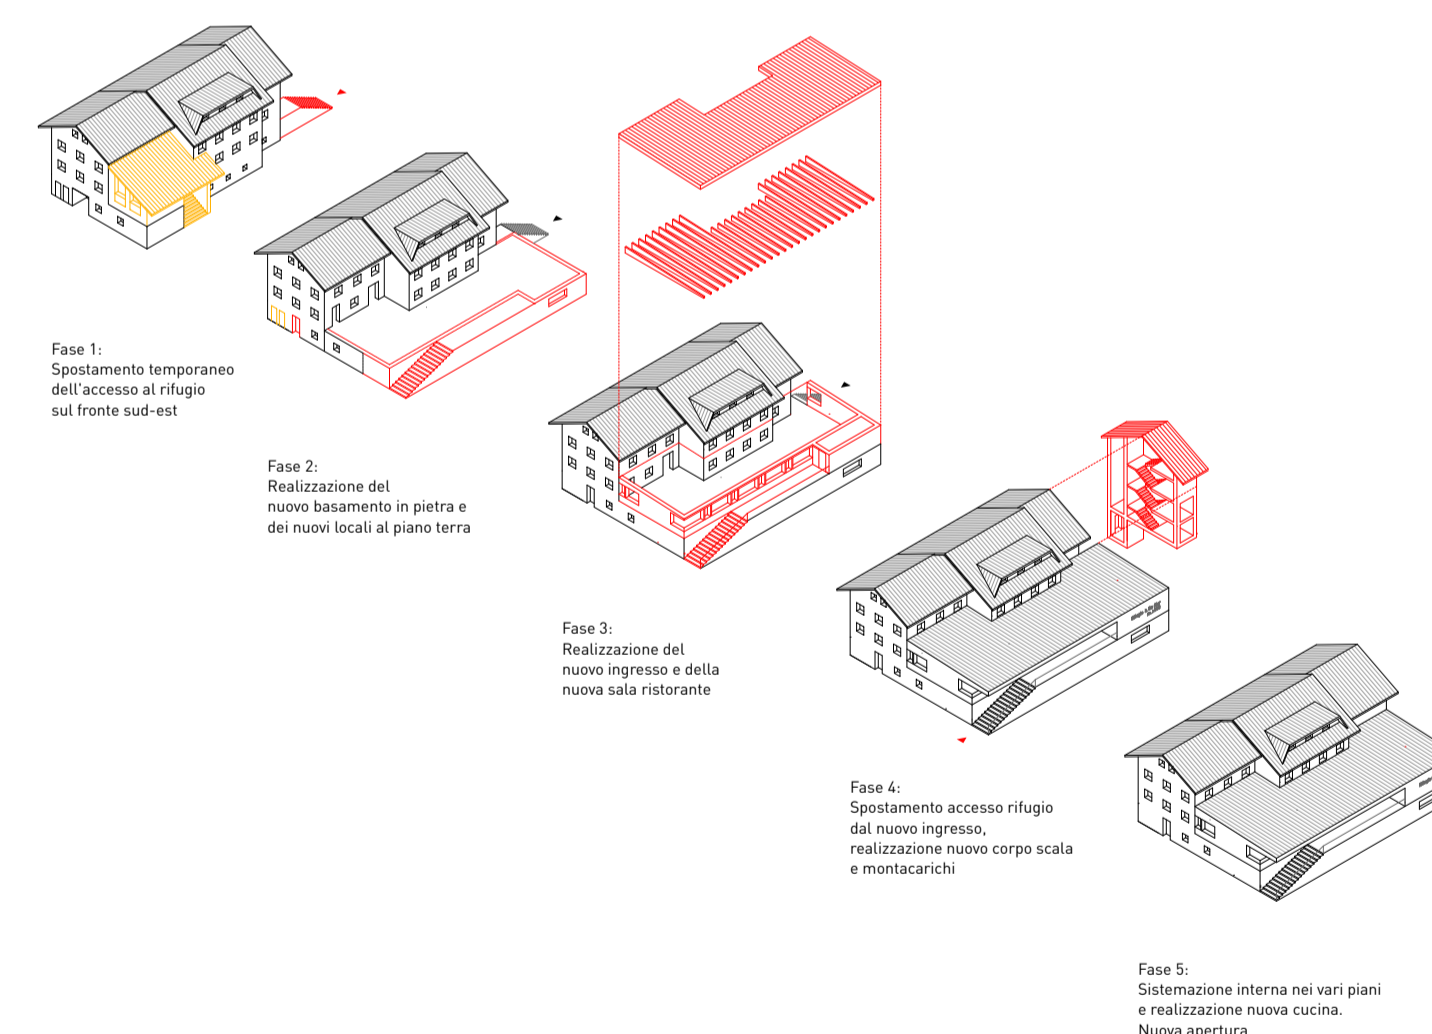 Fase 1:
Spostamento temporaneo
dell'accesso al rifugio
sul fronte sud-est
Fase 2:
Realizzazione del
nuovo basamento in pietra e
dei nuovi locali al piano terra
Fase 3:
Realizzazione del
nuovo ingresso e della
nuova sala ristorante
Fase 4:
Spostamento accesso rifugio
dal nuovo ingresso,
realizzazione nuovo corpo scala
e montacarichi
Fase 5:
Sistemazione interna nei vari piani
e realizzazione nuova cucina.
Nuova apertura